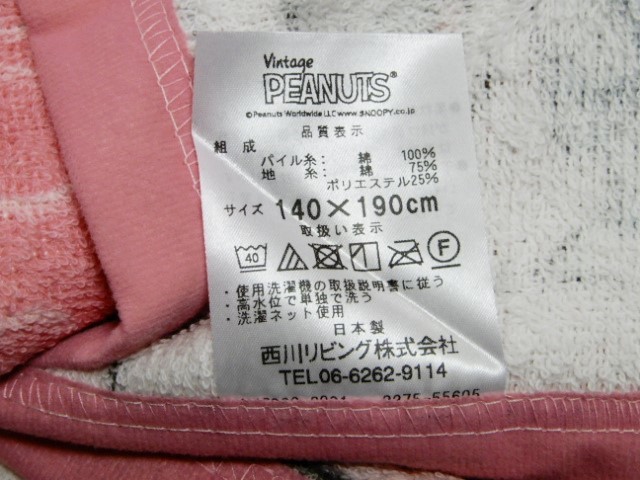 Vintage
PEANUTS®
©Peanuts Worldwide LLC www.SNOOPY.co.jp
品質表示
組成
パイル糸: 綿 100%
地糸: 綿 75%
ポリエステル25%
サイズ 140×190cm
取扱い表示
40 F
・使用洗濯機の取扱説明書に従う
・高水位で単独で洗う
・洗濯ネット使用
日本製
西川リビング株式会社
TEL06-6262-9114